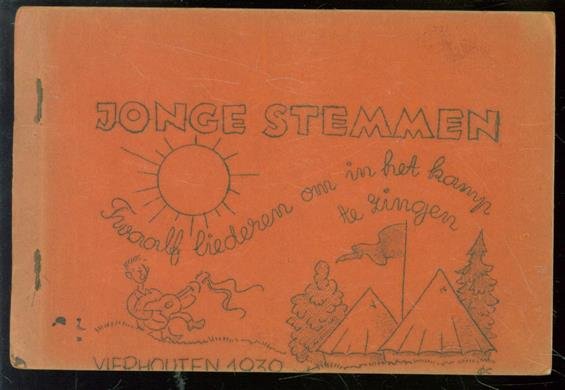 JONGE STEMMEN
Twaalf liederen om in het kamp
te zingen
VIERHOUTEN 1939